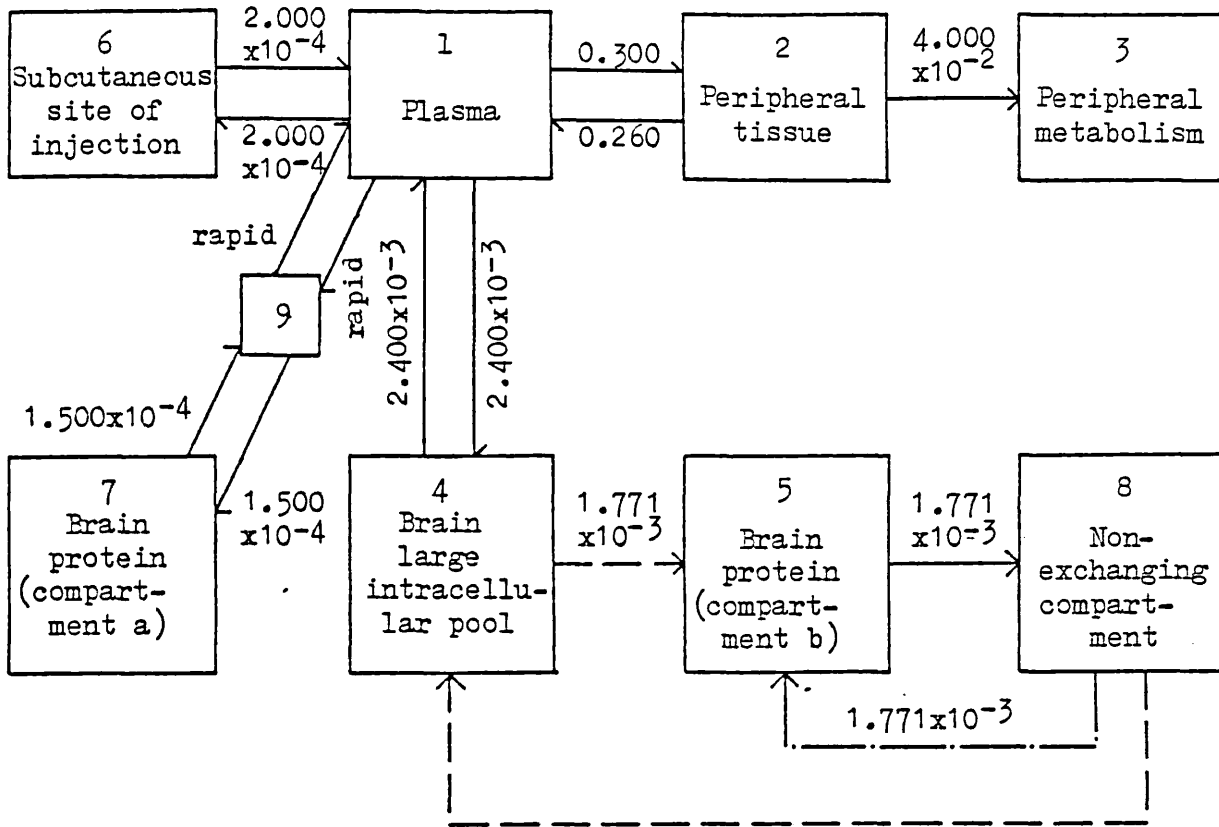 6
Subcutaneous
site of
injection
2.000
x10-4
2.000
x10-4
1
Plasma
0.300
0.260
2
Peripheral
tissue
4.000
x10-2
3
Peripheral
metabolism
rapid
rapid
9
2.400x10-3
2.400x10-3
1.500x10-4
7
Brain
protein
(compart-
ment a)
1.500
x10-4
4
Brain
large
intracellu-
lar pool
1.771
x10-3
5
Brain
protein
(compart-
ment b)
1.771
x10-3
8
Non-
exchanging
compart-
ment
1.771x10-3